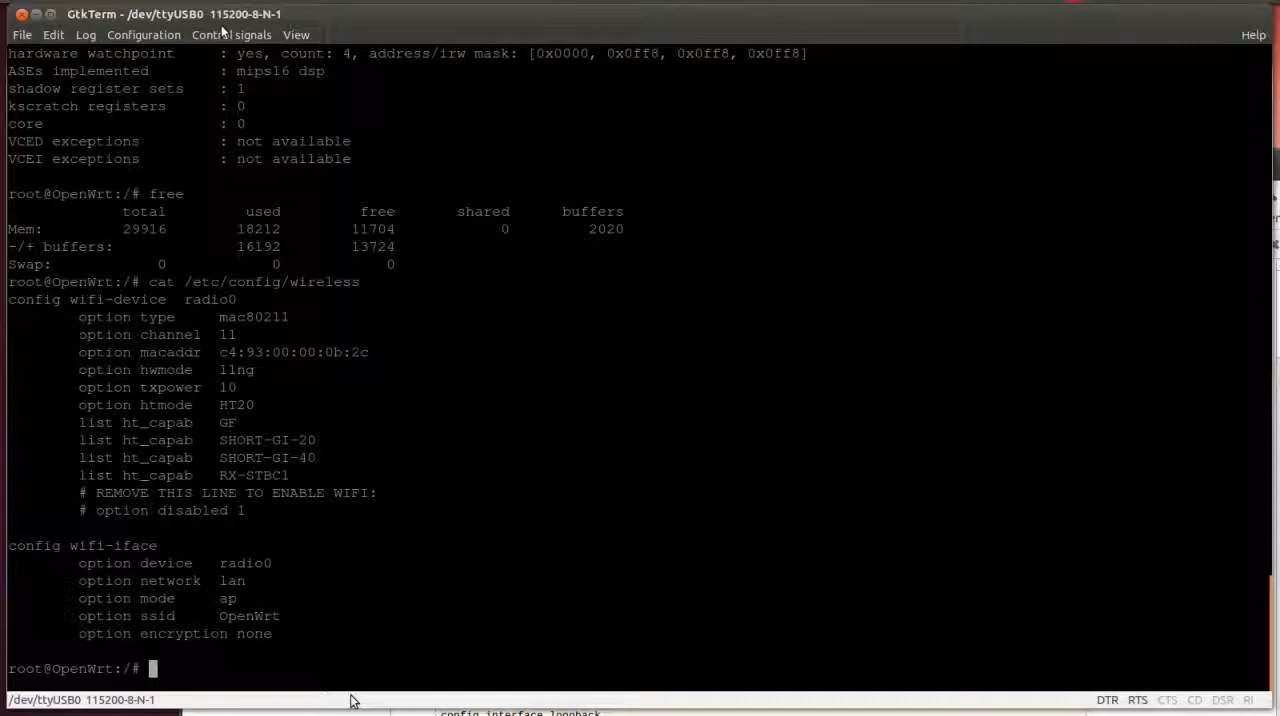 GtkTerm - /dev/ttyUSB0  115200-8-N-1
File Edit Log Configuration Control signals View Help
hardware watchpoint : yes, count: 4, address/irw mask: [0x0000, 0x0ff8, 0x0ff8, 0x0ff8]
ASEs implemented : mips16 dsp
shadow register sets : 1
kscratch registers : 0
core : 0
VCED exceptions : not available
VCEI exceptions : not available
root@OpenWrt:/# free
total used free shared buffers
Mem: 29916 18212 11704 0 2020
-/+ buffers: 16192 13724
Swap: 0 0 0
root@OpenWrt:/# cat /etc/config/wireless
config wifi-device  radio0
option type mac80211
option channel 11
option macaddr c4:93:00:00:0b:2c
option hwmode 11ng
option txpower 10
option htmode HT20
list ht_capab GF
list ht_capab SHORT-GI-20
list ht_capab SHORT-GI-40
list ht_capab RX-STBC1
# REMOVE THIS LINE TO ENABLE WIFI:
# option disabled 1
config wifi-iface
option device radio0
option network lan
option mode ap
option ssid OpenWrt
option encryption none
root@OpenWrt:/#
/dev/ttyUSB0  115200-8-N-1 DTR RTS CTS CD DSR RI
config interface loopback